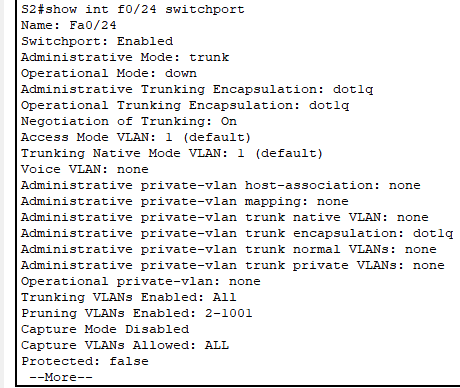 S2#show int f0/24 switchport
Name: Fa0/24
Switchport: Enabled
Administrative Mode: trunk
Operational Mode: down
Administrative Trunking Encapsulation: dot1q
Operational Trunking Encapsulation: dot1q
Negotiation of Trunking: On
Access Mode VLAN: 1 (default)
Trunking Native Mode VLAN: 1 (default)
Voice VLAN: none
Administrative private-vlan host-association: none
Administrative private-vlan mapping: none
Administrative private-vlan trunk native VLAN: none
Administrative private-vlan trunk encapsulation: dot1q
Administrative private-vlan trunk normal VLANs: none
Administrative private-vlan trunk private VLANs: none
Operational private-vlan: none
Trunking VLANs Enabled: All
Pruning VLANs Enabled: 2-1001
Capture Mode Disabled
Capture VLANs Allowed: ALL
Protected: false
--More--